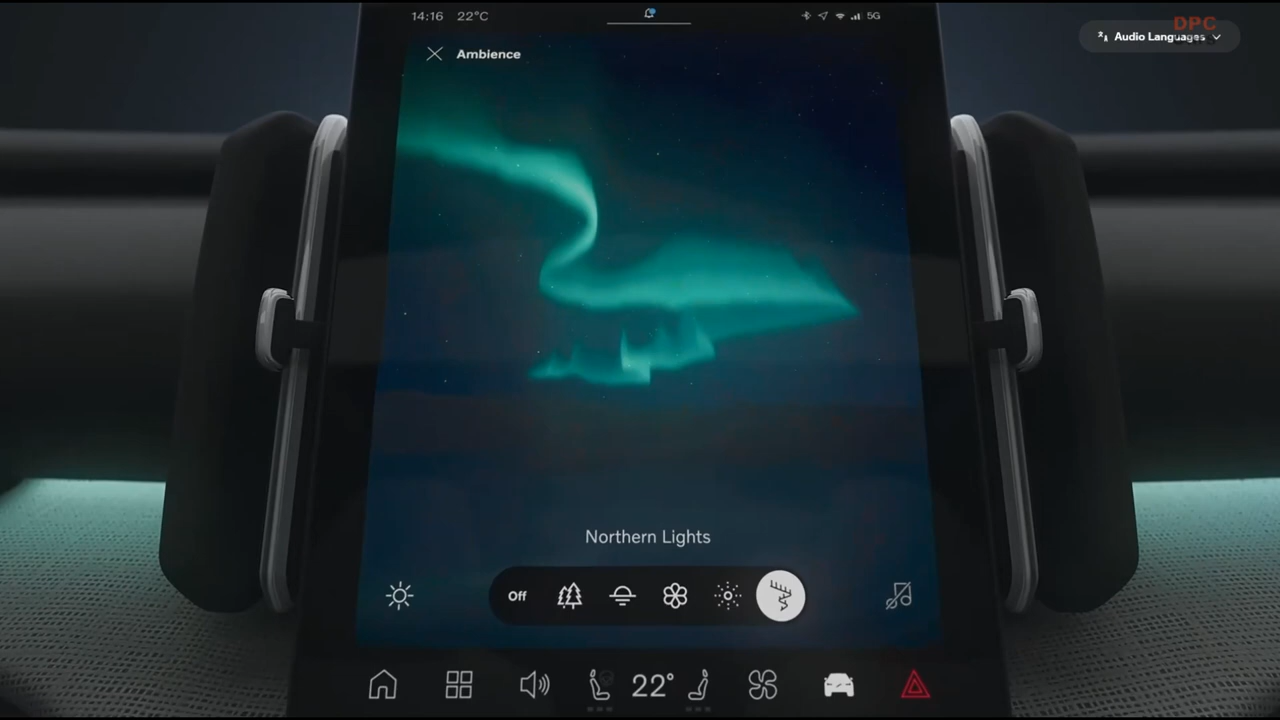 14:16 22°C
5G
DPC
Audio Languages
Ambience
Northern Lights
Off
22°